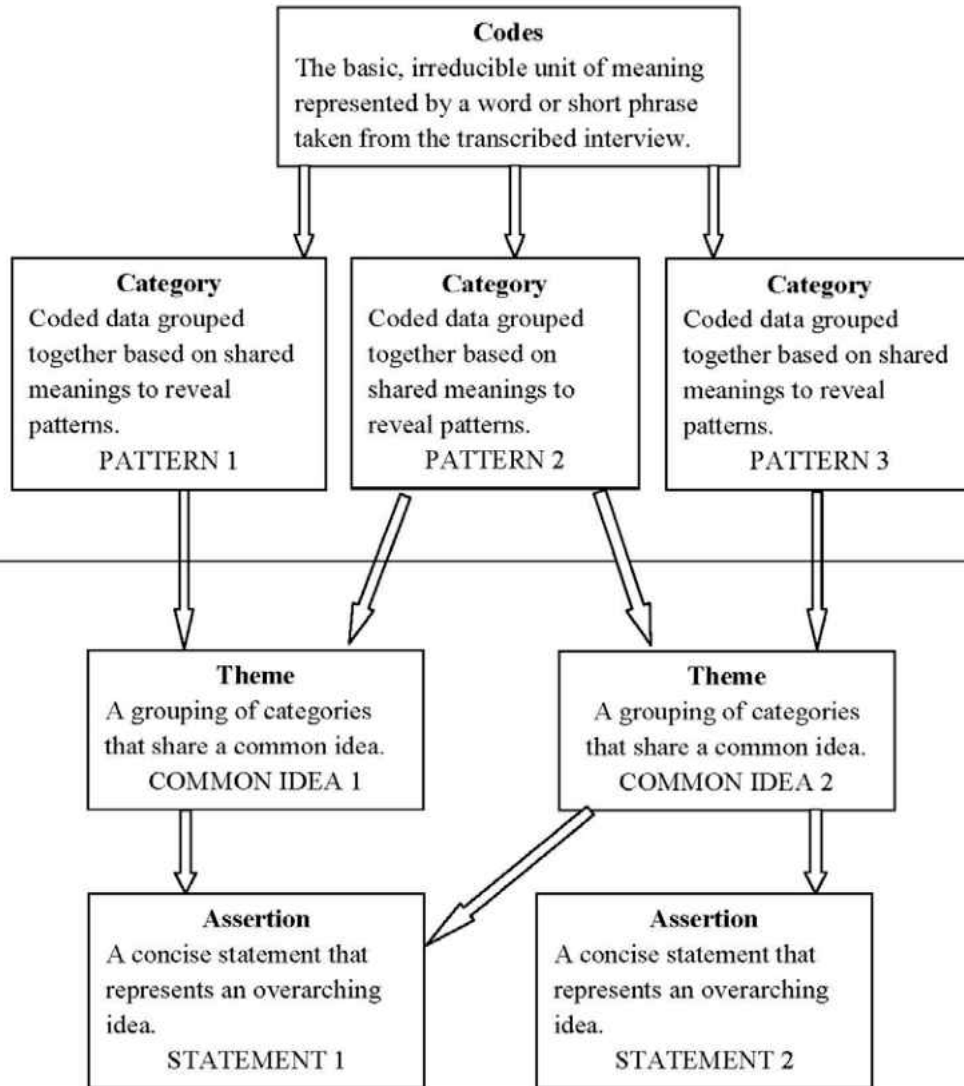 Codes
The basic, irreducible unit of meaning
represented by a word or short phrase
taken from the transcribed interview.
Category
Coded data grouped
together based on shared
meanings to reveal
patterns.
PATTERN 1
Category
Coded data grouped
together based on
shared meanings to
reveal patterns.
PATTERN 2
Category
Coded data grouped
together based on shared
meanings to reveal
patterns.
PATTERN 3
Theme
A grouping of categories
that share a common idea.
COMMON IDEA 1
Theme
A grouping of categories
that share a common idea.
COMMON IDEA 2
Assertion
A concise statement that
represents an overarching
idea.
STATEMENT 1
Assertion
A concise statement that
represents an overarching
idea.
STATEMENT 2